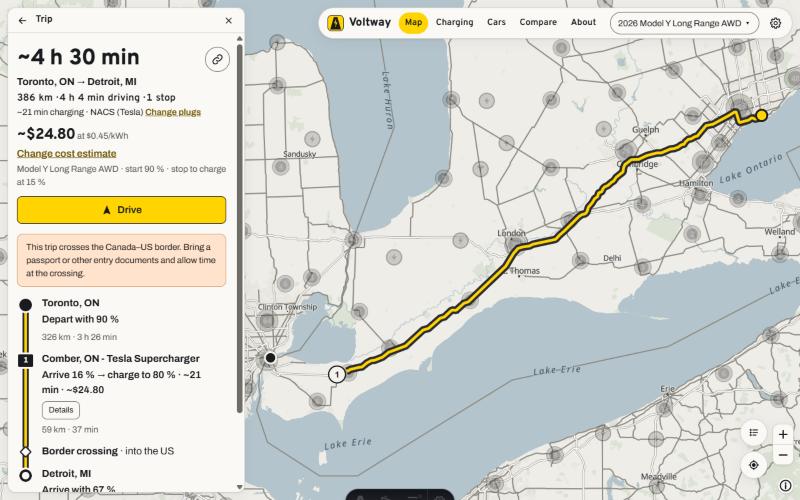 Trip
~4 h 30 min
Toronto, ON → Detroit, MI
386 km · 4 h 4 min driving · 1 stop
~21 min charging · NACS (Tesla) Change plugs
~$24.80 at $0.45/kWh
Change cost estimate
Model Y Long Range AWD · start 90 % · stop to charge
at 15 %
Drive
This trip crosses the Canada–US border. Bring a
passport or other entry documents and allow time
at the crossing.
Toronto, ON
Depart with 90 %
326 km · 3 h 26 min
1
Comber, ON - Tesla Supercharger
Arrive 16 % → charge to 80 % · ~21
min · ~$24.80
Details
59 km · 37 min
Border crossing · into the US
Detroit, MI
Arrive with 67 %
Voltway
Map
Charging
Cars
Compare
About
2026 Model Y Long Range AWD
Lake Huron
Sandusky
Guelph
Hamilton
Lake Ontario
London
Delhi
Welland
Clinton Township
1
Lake Erie
Lake Erie
Erie
Meadville
+
−